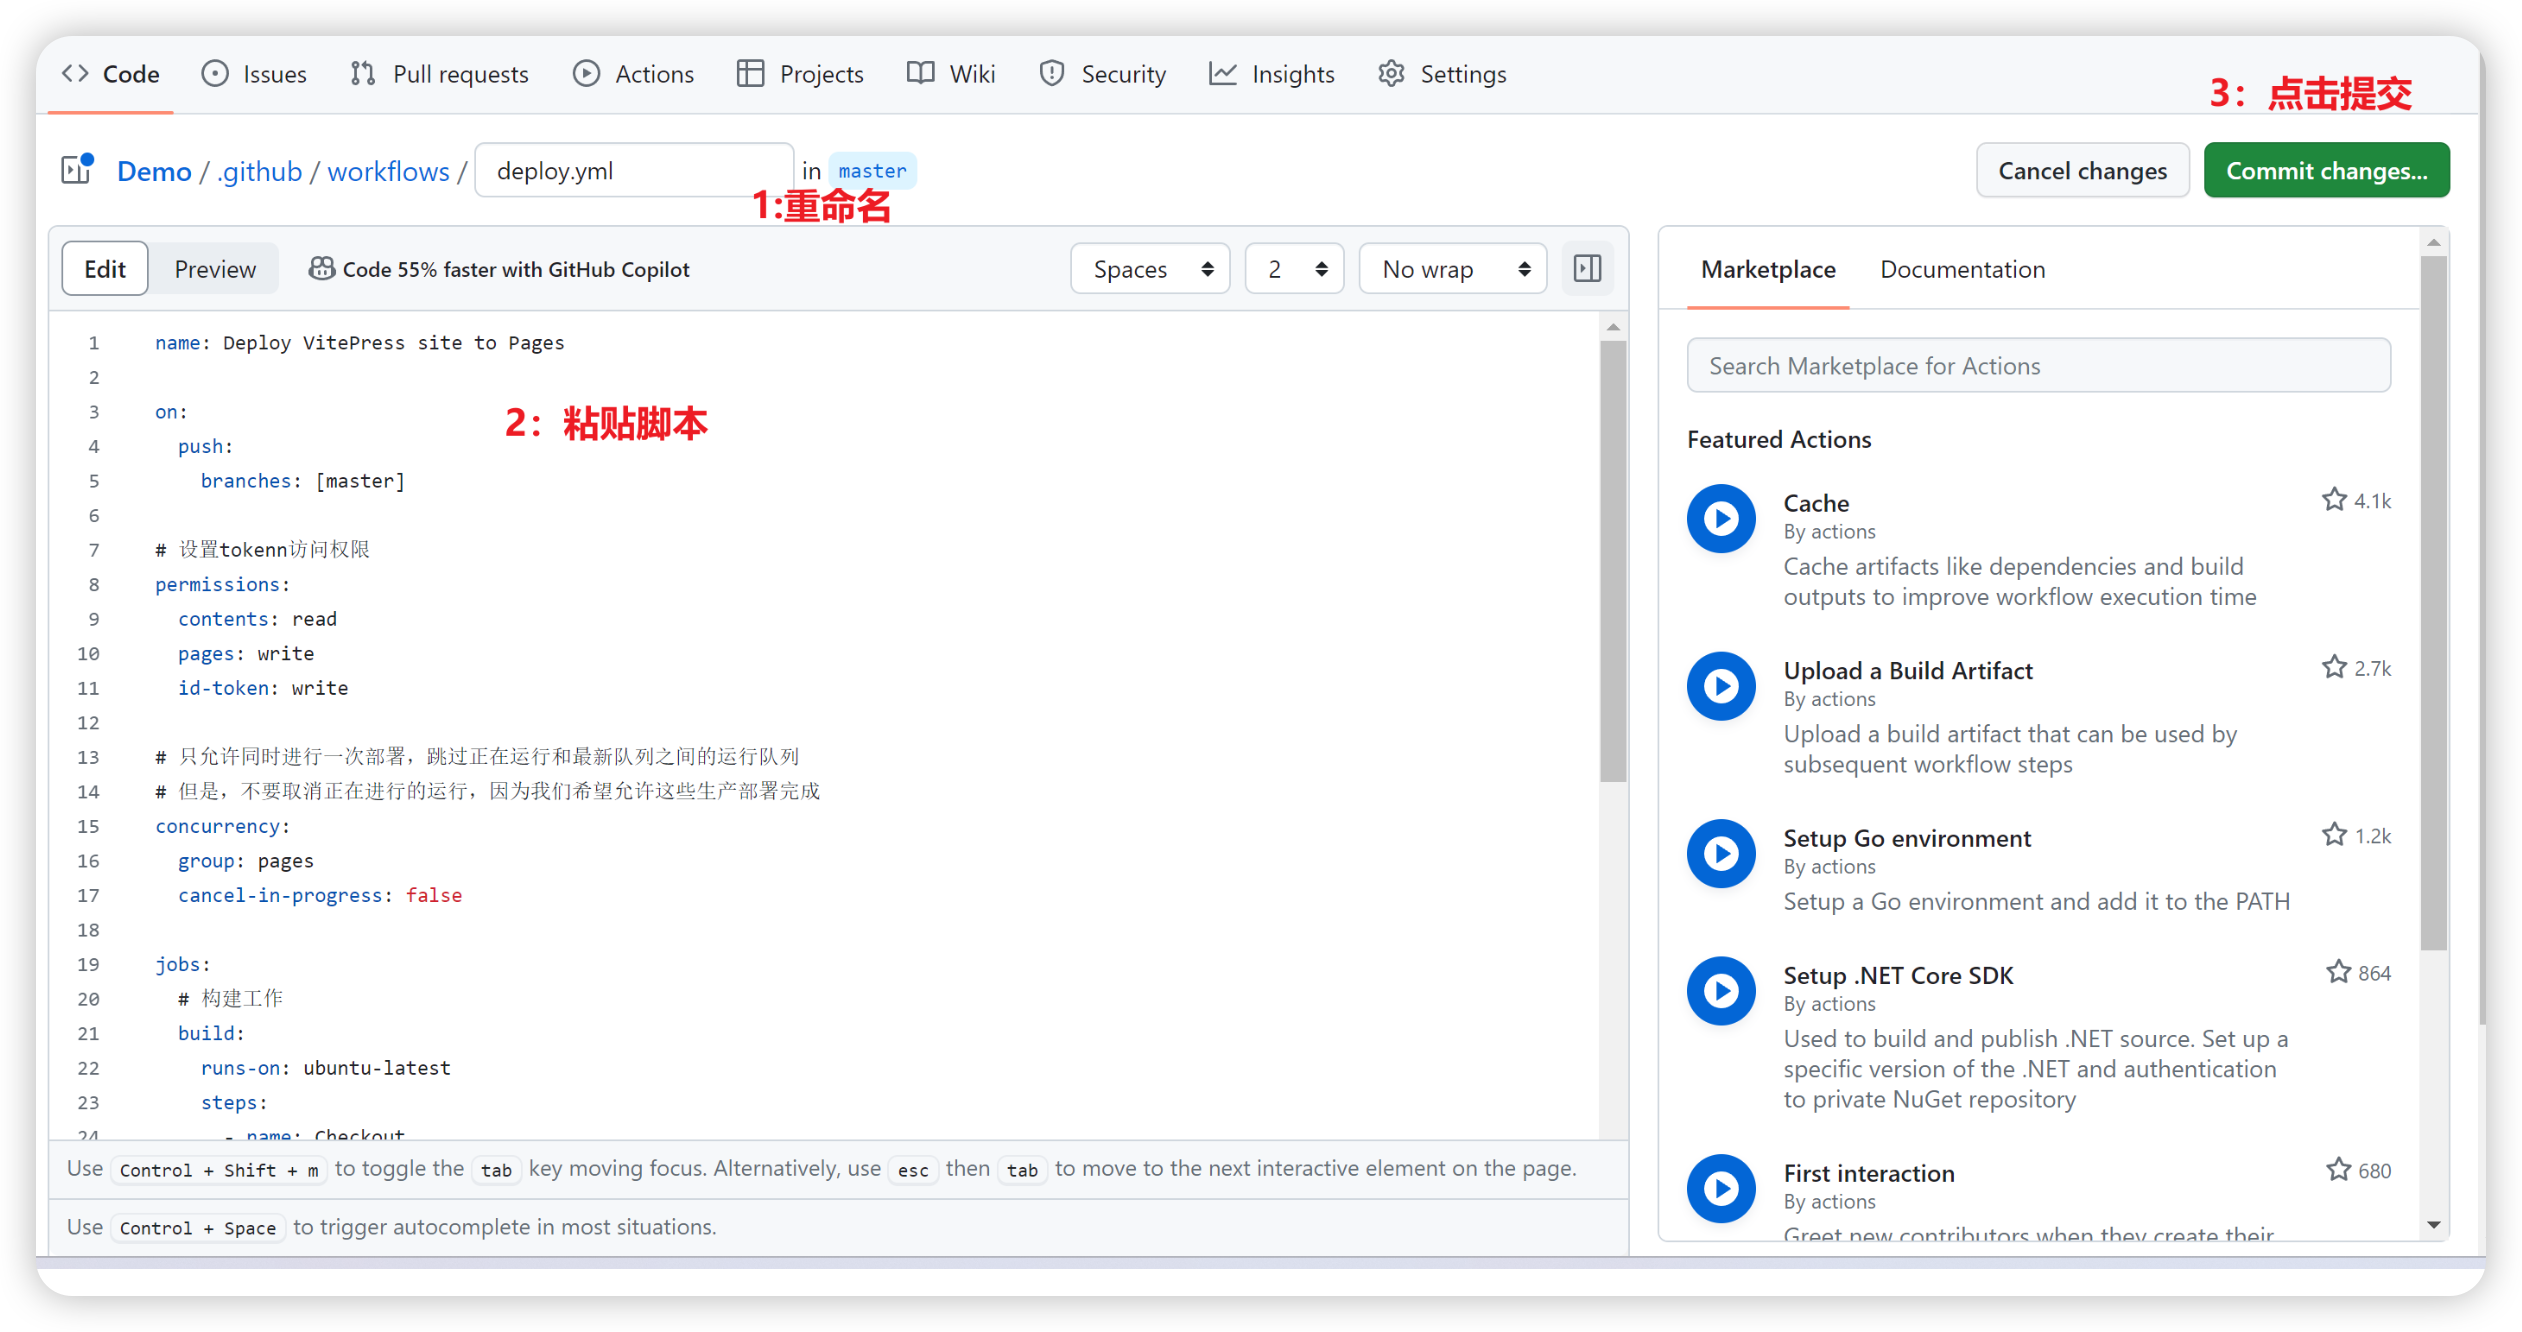 Code Issues Pull requests Actions Projects Wiki Security Insights Settings
3：点击提交
Demo / .github / workflows / deploy.yml in master
Cancel changes Commit changes...
1:重命名
Edit Preview Code 55% faster with GitHub Copilot Spaces 2 No wrap
1 name: Deploy VitePress site to Pages
2
3 on:
2：粘贴脚本
4 push:
5 branches: [master]
6
7 # 设置tokenn访问权限
8 permissions:
9 contents: read
10 pages: write
11 id-token: write
12
13 # 只允许同时进行一次部署，跳过正在运行和最新队列之间的运行队列
14 # 但是，不要取消正在进行的运行，因为我们希望允许这些生产部署完成
15 concurrency:
16 group: pages
17 cancel-in-progress: false
18
19 jobs:
20 # 构建工作
21 build:
22 runs-on: ubuntu-latest
23 steps:
24 - name: Checkout
Use Control + Shift + m to toggle the tab key moving focus. Alternatively, use esc then tab to move to the next interactive element on the page.
Use Control + Space to trigger autocomplete in most situations.
Marketplace Documentation
Search Marketplace for Actions
Featured Actions
Cache 4.1k
By actions
Cache artifacts like dependencies and build
outputs to improve workflow execution time
Upload a Build Artifact 2.7k
By actions
Upload a build artifact that can be used by
subsequent workflow steps
Setup Go environment 1.2k
By actions
Setup a Go environment and add it to the PATH
Setup .NET Core SDK 864
By actions
Used to build and publish .NET source. Set up a
specific version of the .NET and authentication
to private NuGet repository
First interaction 680
By actions
Greet new contributors when they create their